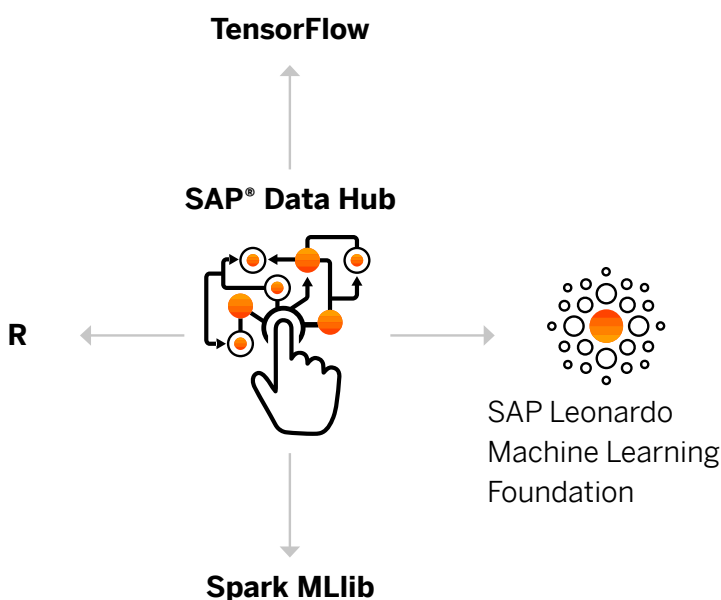 TensorFlow
SAP® Data Hub
R
SAP Leonardo
Machine Learning
Foundation
Spark MLlib